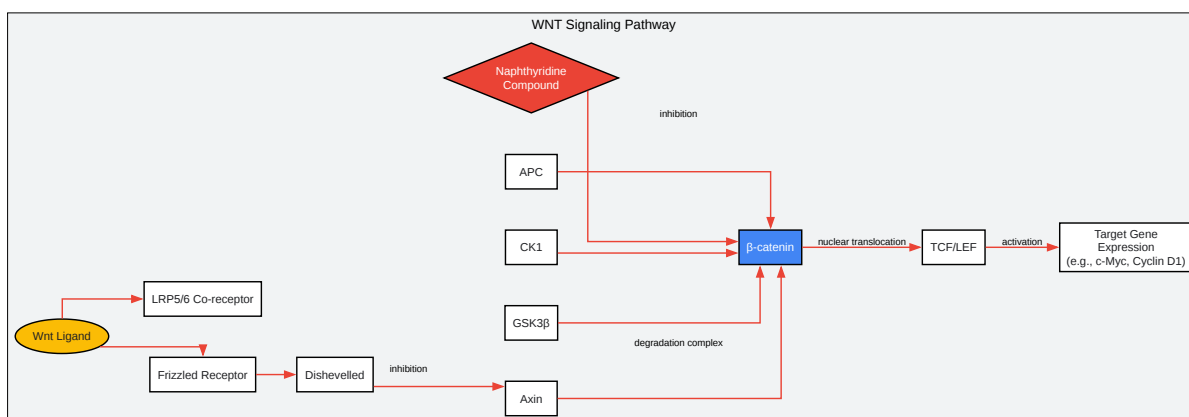 WNT Signaling Pathway
Naphthyridine
Compound
inhibition
APC
CK1
β-catenin
nuclear translocation
TCF/LEF
activation
Target Gene
Expression
(e.g., c-Myc, Cyclin D1)
LRP5/6 Co-receptor
GSK3β
Wnt Ligand
degradation complex
Frizzled Receptor
Dishevelled
inhibition
Axin